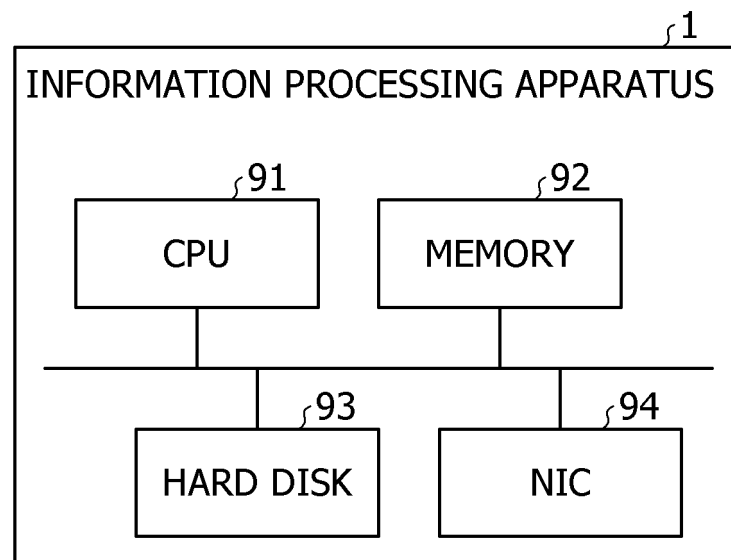 1
INFORMATION PROCESSING APPARATUS
91
92
CPU
MEMORY
93
94
HARD DISK
NIC